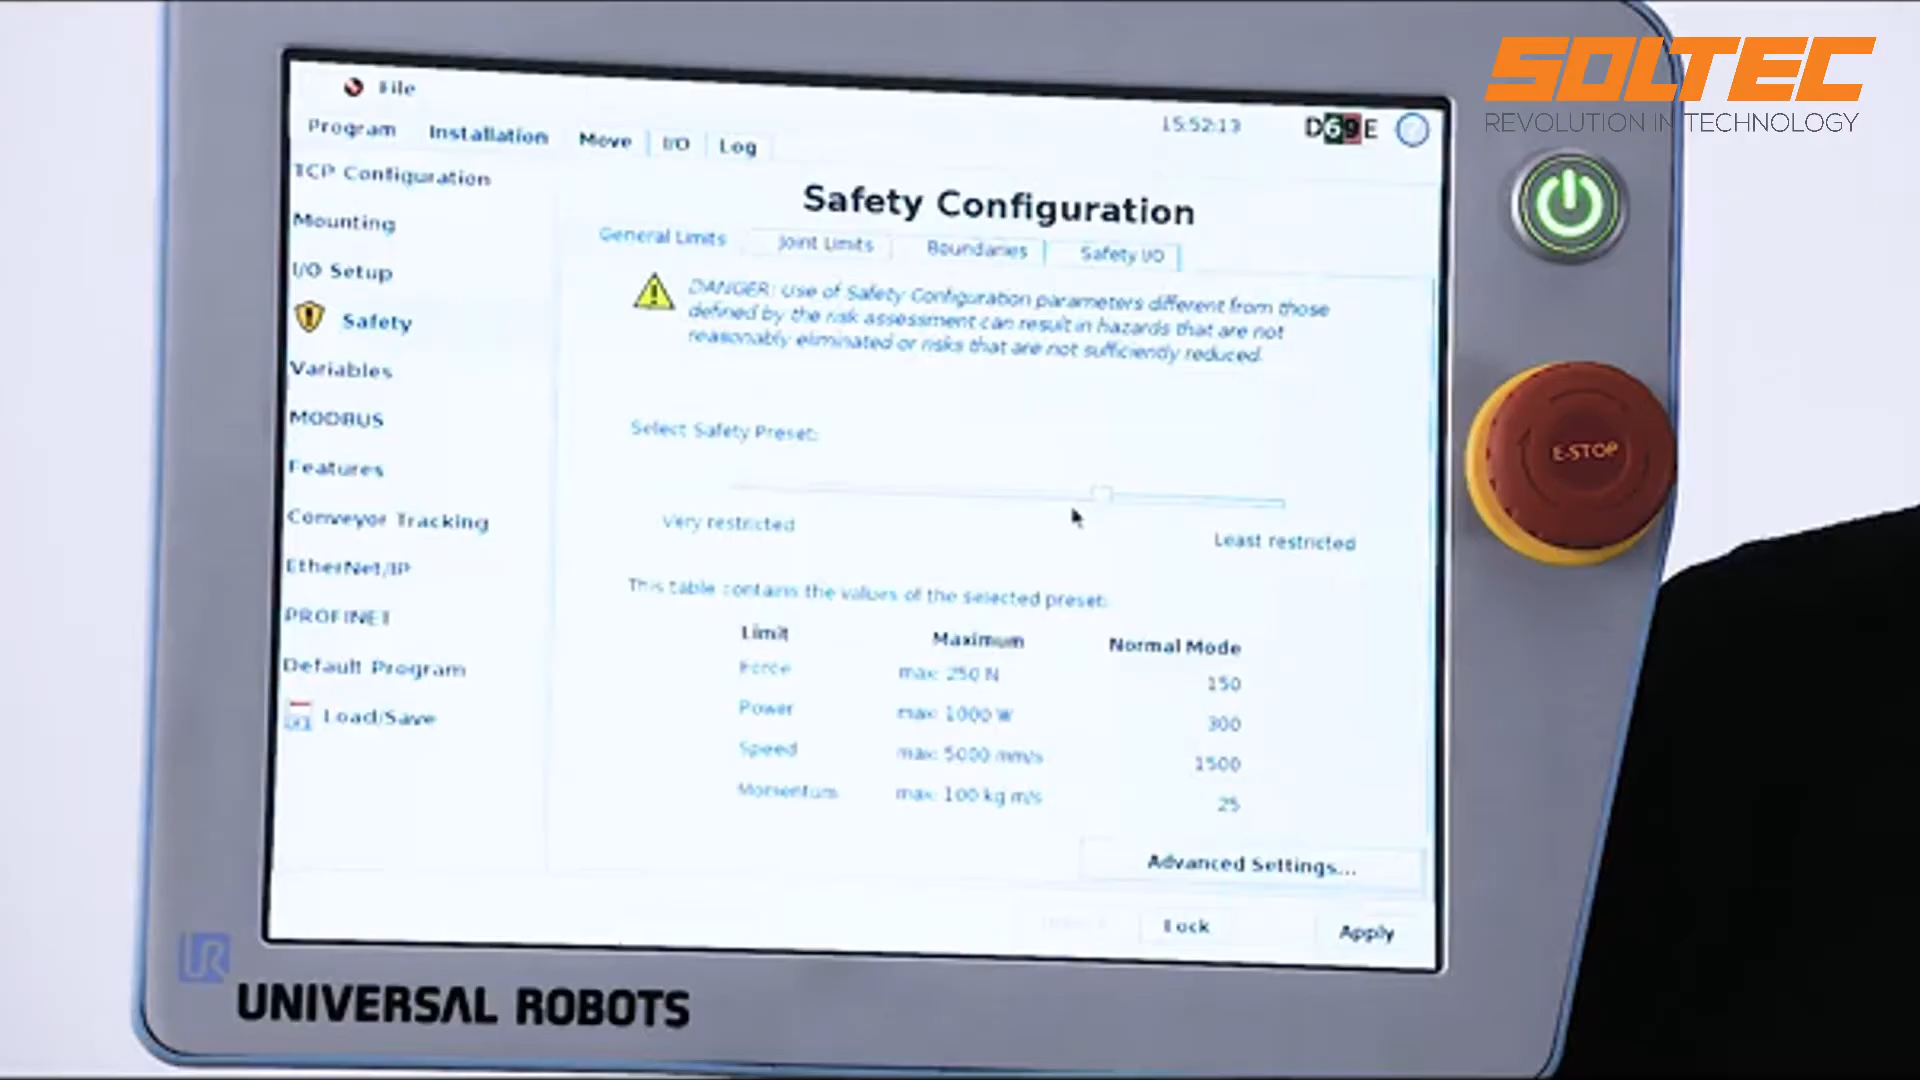 SOLTEC
REVOLUTION IN TECHNOLOGY
File
15:52:13
D69E
Program Installation Move I/O Log
TCP Configuration
Mounting
I/O Setup
Safety
Variables
MODBUS
Features
Conveyor Tracking
EtherNet/IP
PROFINET
Default Program
Load/Save
Safety Configuration
General Limits Joint Limits Boundaries Safety I/O
DANGER: Use of Safety Configuration parameters different from those
defined by the risk assessment can result in hazards that are not
reasonably eliminated or risks that are not sufficiently reduced.
Select Safety Preset:
Very restricted Least restricted
This table contains the values of the selected preset:
Limit Maximum Normal Mode
Force max: 250 N 150
Power max: 1000 W 300
Speed max: 5000 mm/s 1500
Momentum max: 100 kg m/s 25
Advanced Settings...
Lock Apply
E-STOP
UR
UNIVERSAL ROBOTS